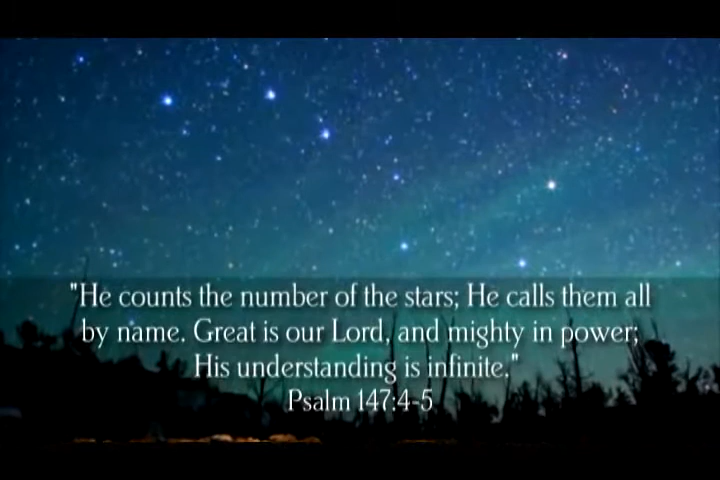 "He counts the number of the stars; He calls them all
by name. Great is our Lord, and mighty in power;
His understanding is infinite."
Psalm 147:4-5